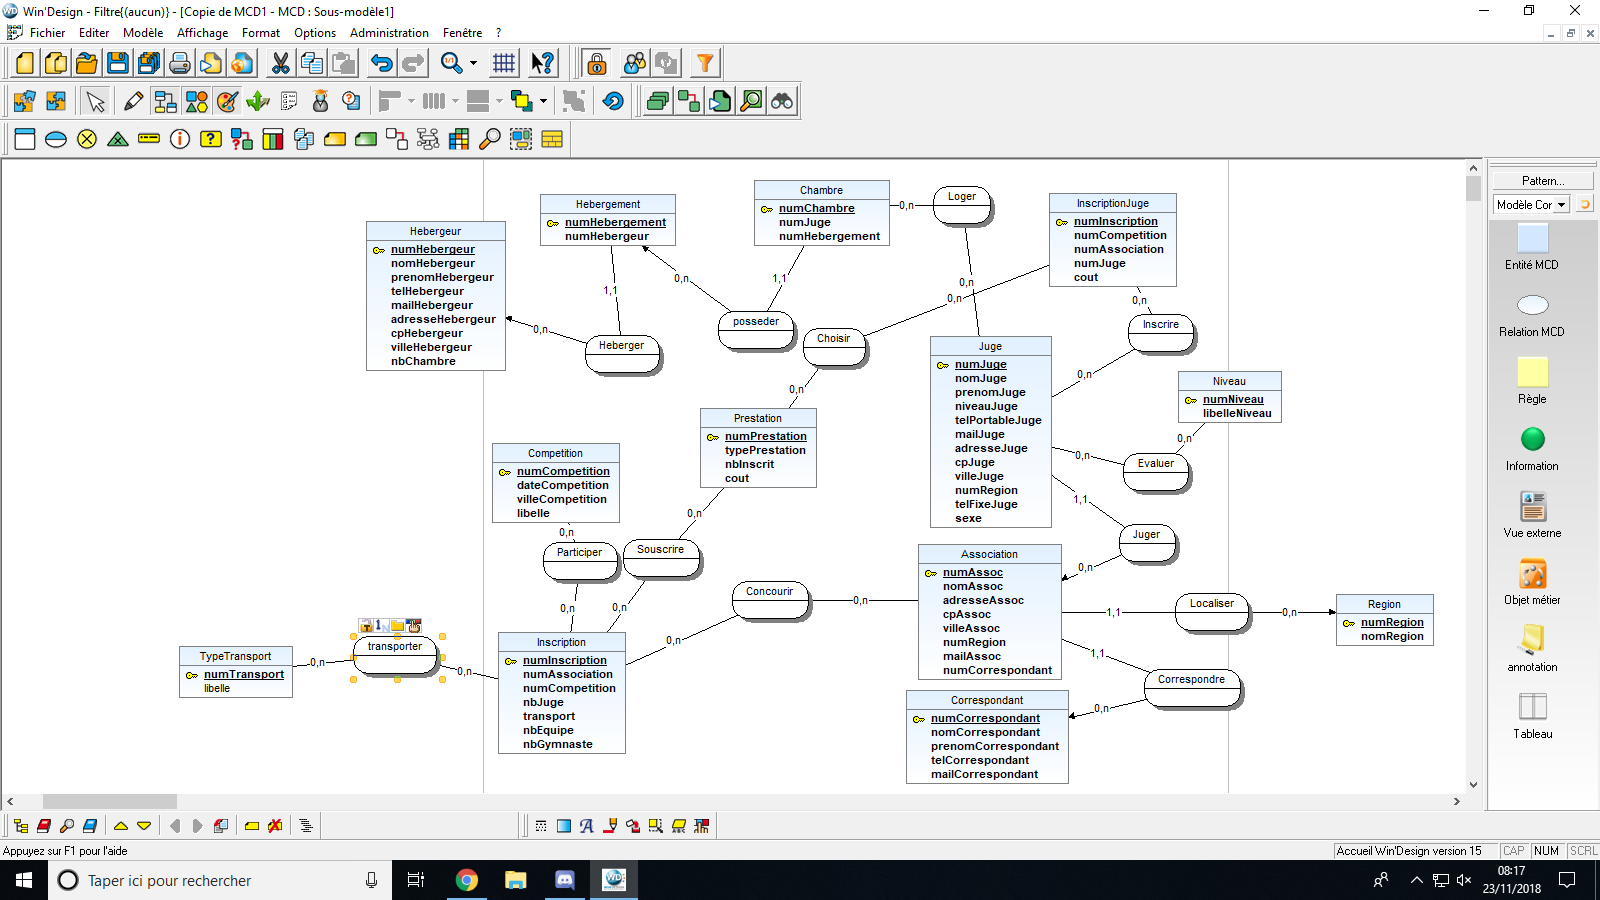 Win'Design - Filtre{(aucun)} - [Copie de MCD1 - MCD : Sous-modèle1]
Fichier Editer Modèle Affichage Format Options Administration Fenêtre ?
Pattern...
Modèle Cor
Entité MCD
Relation MCD
Règle
Information
Vue externe
Objet métier
annotation
Tableau
Hebergeur
numHebergeur
nomHebergeur
prenomHebergeur
telHebergeur
mailHebergeur
adresseHebergeur
cpHebergeur
villeHebergeur
nbChambre
Hebergement
numHebergement
numHebergeur
Chambre
numChambre
numJuge
numHebergement
0,n
Loger
InscriptionJuge
numInscription
numCompetition
numAssociation
numJuge
cout
0,n
1,1
1,1
0,n
0,n
0,n
posseder
0,n
Heberger
Choisir
0,n
Inscrire
Juge
numJuge
nomJuge
prenomJuge
niveauJuge
telPortableJuge
mailJuge
adresseJuge
cpJuge
villeJuge
numRegion
telFixeJuge
sexe
0,n
Niveau
numNiveau
libelleNiveau
0,n
Prestation
numPrestation
typePrestation
nbInscrit
cout
0,n
0,n
Evaluer
Competition
numCompetition
dateCompetition
villeCompetition
libelle
1,1
0,n
0,n
Juger
Participer
Souscrire
Association
numAssoc
nomAssoc
adresseAssoc
cpAssoc
villeAssoc
numRegion
mailAssoc
numCorrespondant
0,n
Concourir
0,n
0,n
0,n
1,1
Localiser
0,n
Region
numRegion
nomRegion
Inscription
numInscription
numAssociation
numCompetition
nbJuge
transport
nbEquipe
nbGymnaste
0,n
1,1
transporter
TypeTransport
numTransport
libelle
0,n
0,n
Correspondre
0,n
Correspondant
numCorrespondant
nomCorrespondant
prenomCorrespondant
telCorrespondant
mailCorrespondant
Appuyez sur F1 pour l'aide
Accueil Win'Design version 15 CAP NUM SCRL
Taper ici pour rechercher
08:17
23/11/2018